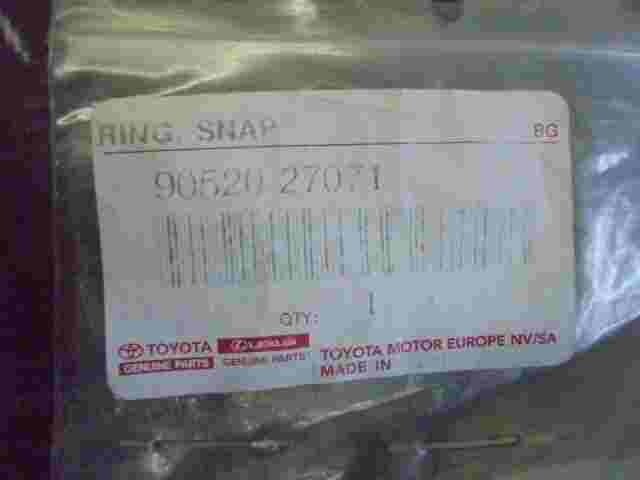 RING, SNAP 8G
90520 27071
QTY: 1
TOYOTA LEXUS
GENUINE PARTS GENUINE PARTS
TOYOTA MOTOR EUROPE NV/SA
MADE IN